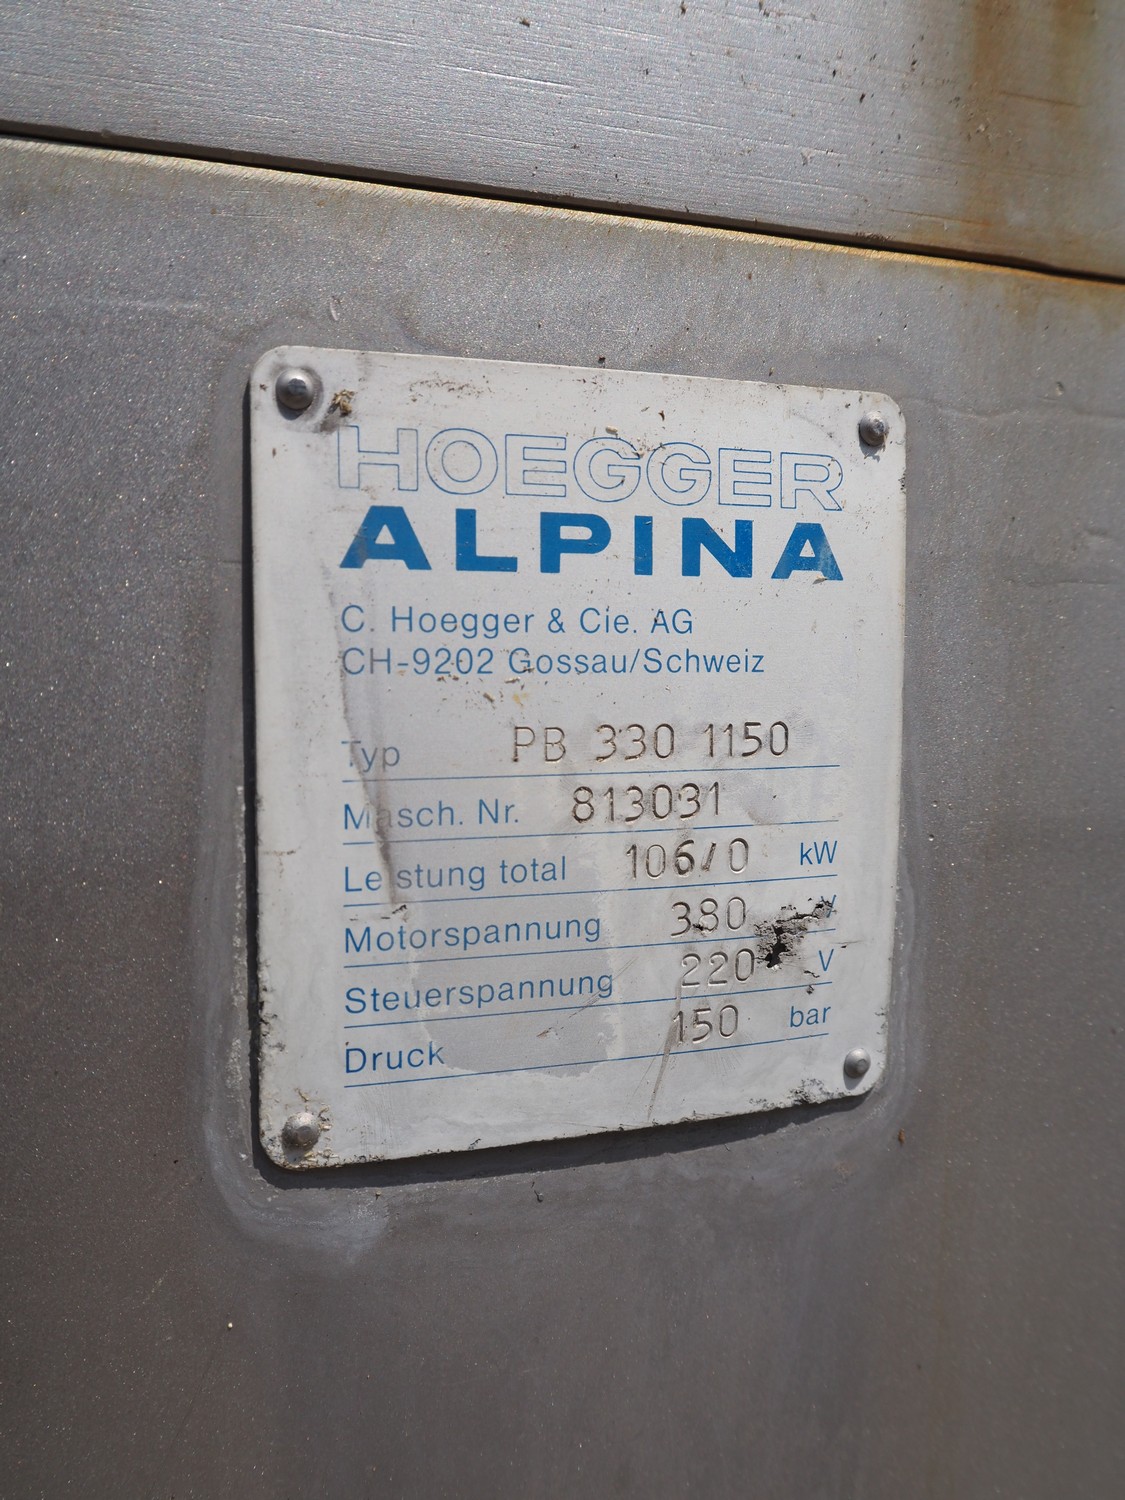 HOEGGER
ALPINA
C. Hoegger & Cie. AG
CH-9202 Gossau/Schweiz
Typ PB 330 1150
Masch. Nr. 813031
Leistung total 106/0 kW
Motorspannung 380 V
Steuerspannung 220 V
Druck 150 bar